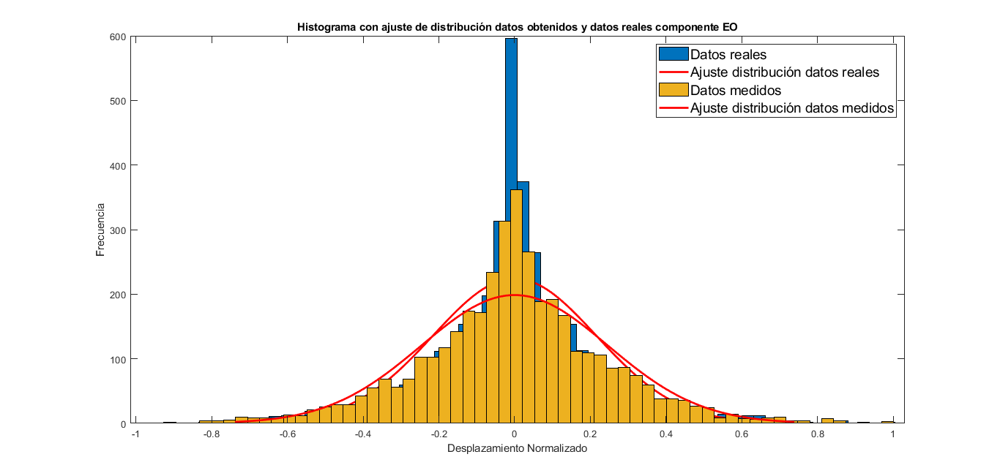 Histograma con ajuste de distribución datos obtenidos y datos reales componente EO
Datos reales
Ajuste distribución datos reales
Datos medidos
Ajuste distribución datos medidos
Frecuencia
600
500
400
300
200
100
0
-1 -0.8 -0.6 -0.4 -0.2 0 0.2 0.4 0.6 0.8 1
Desplazamiento Normalizado